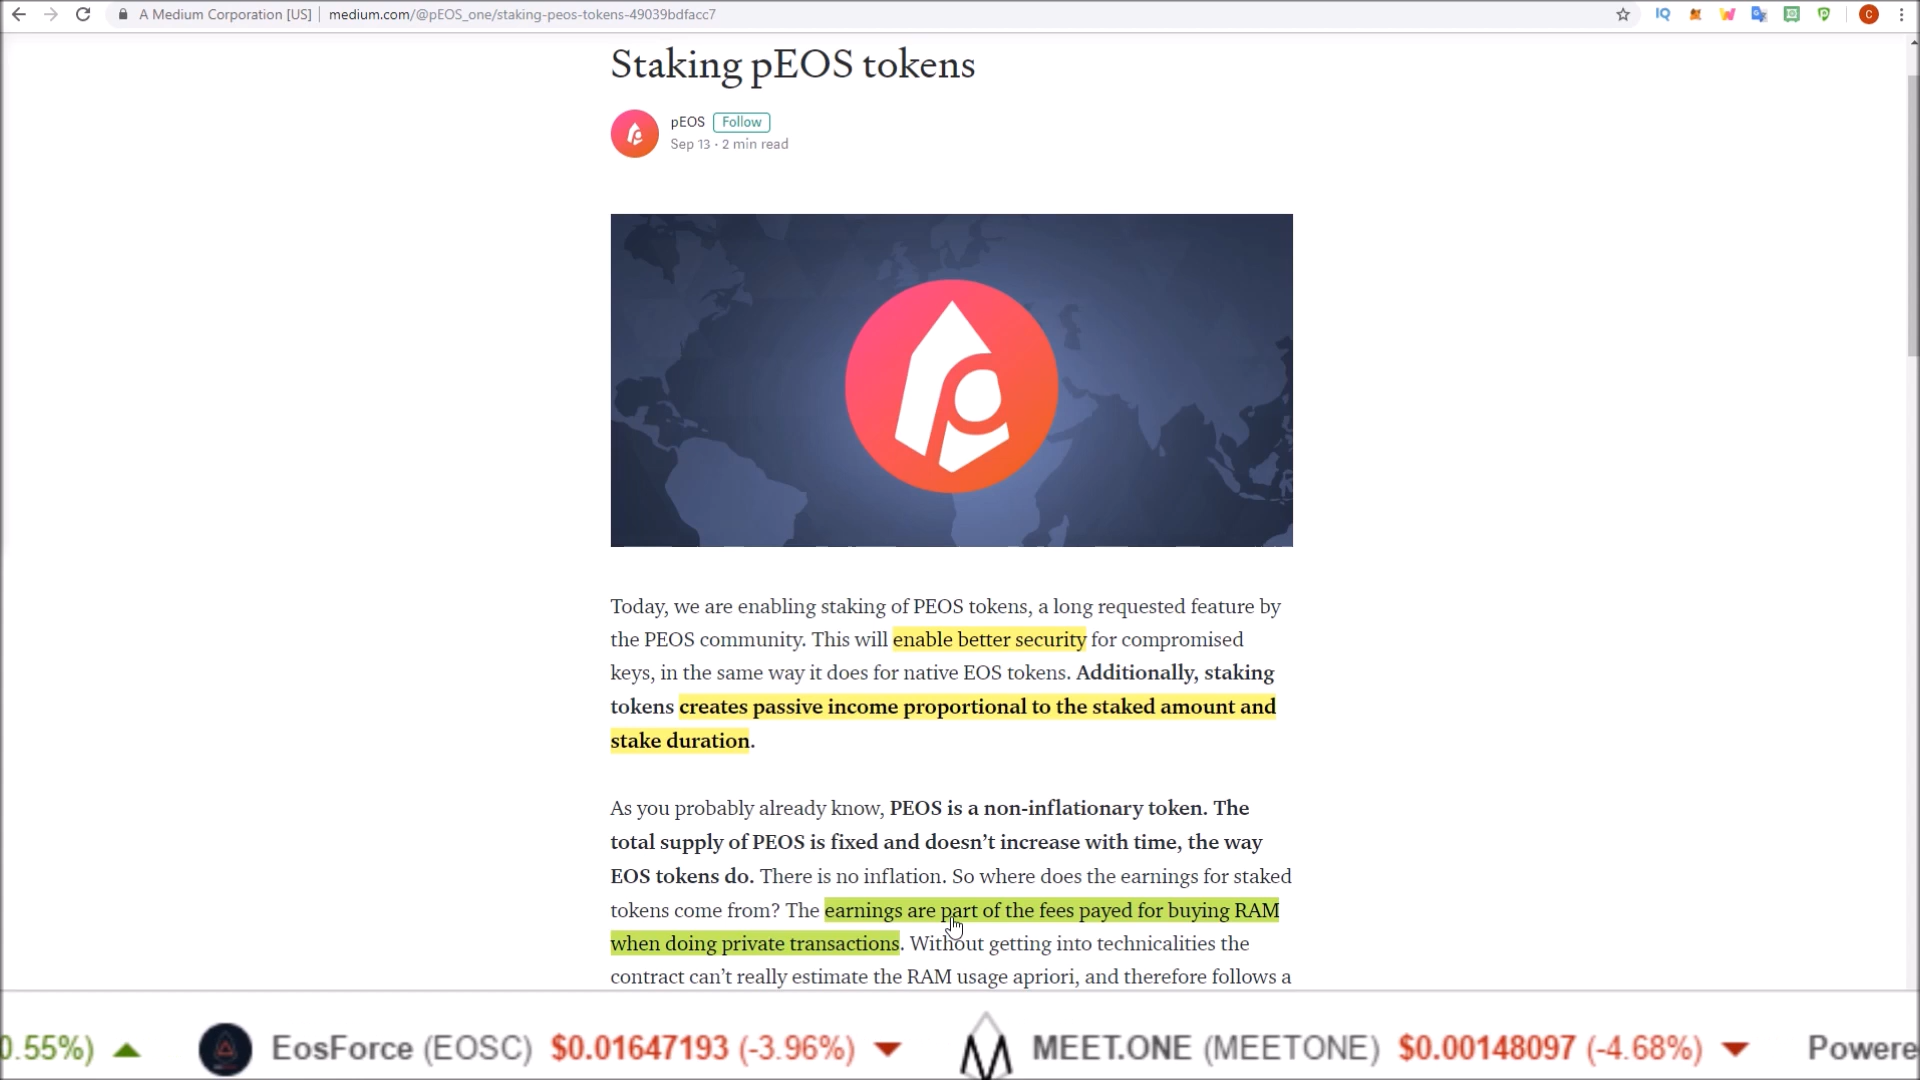 A Medium Corporation [US] | medium.com/@pEOS_one/staking-peos-tokens-49039bdfacc7
Staking pEOS tokens
pEOS Follow
Sep 13 · 2 min read
Today, we are enabling staking of PEOS tokens, a long requested feature by
the PEOS community. This will enable better security for compromised
keys, in the same way it does for native EOS tokens. Additionally, staking
tokens creates passive income proportional to the staked amount and
stake duration.
As you probably already know, PEOS is a non-inflationary token. The
total supply of PEOS is fixed and doesn’t increase with time, the way
EOS tokens do. There is no inflation. So where does the earnings for staked
tokens come from? The earnings are part of the fees payed for buying RAM
when doing private transactions. Without getting into technicalities the
contract can’t really estimate the RAM usage apriori, and therefore follows a
0.55%) EosForce (EOSC) $0.01647193 (-3.96%) MEET.ONE (MEETONE) $0.00148097 (-4.68%) Powere